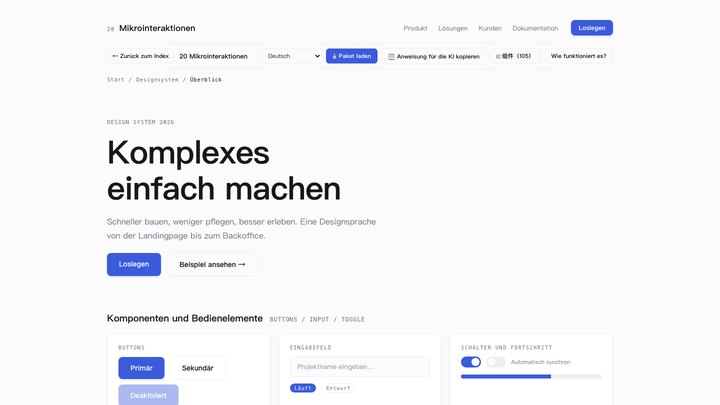 20 Mikrointeraktionen
Produkt Lösungen Kunden Dokumentation Loslegen
← Zurück zum Index 20 Mikrointeraktionen Deutsch ↓ Paket laden 📋 Anweisung für die KI kopieren © 组件 (105) Wie funktioniert es?
Start / Designsystem / Überblick
DESIGN SYSTEM 2026
Komplexes
einfach machen
Schneller bauen, weniger pflegen, besser erleben. Eine Designsprache
von der Landingpage bis zum Backoffice.
Loslegen Beispiel ansehen →
Komponenten und Bedienelemente BUTTONS / INPUT / TOGGLE
BUTTONS
Primär Sekundär
Deaktiviert
EINGABEFELD
Projektname eingeben…
Läuft Entwurf
SCHALTER UND FORTSCHRITT
Automatisch synchron